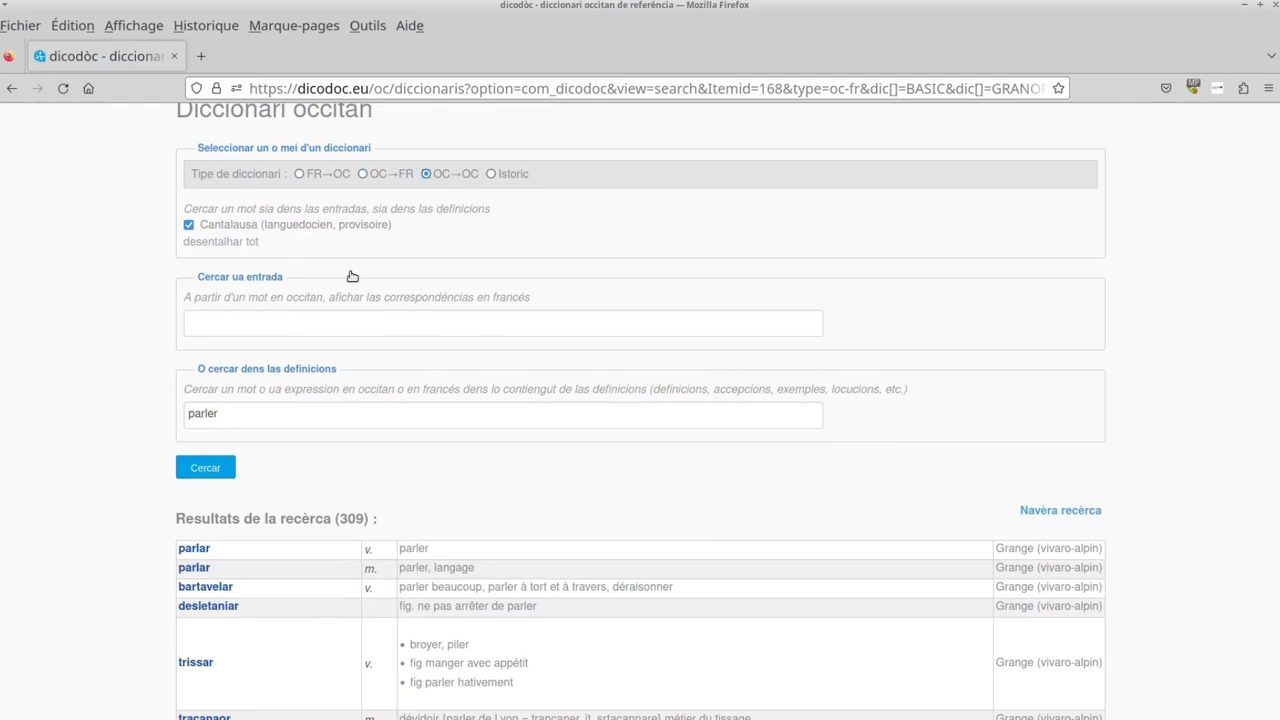 dicodòc - diccionari occitan de referéncia — Mozilla Firefox
Fichier Édition Affichage Historique Marque-pages Outils Aide
dicodòc - diccionar
https://dicodoc.eu/oc/diccionaris?option=com_dicodoc&view=search&Itemid=168&type=oc-fr&dic[]=BASIC&dic[]=GRANOF
Diccionari occitan
Seleccionar un o mei d'un diccionari
Tipe de diccionari : FR→OC OC→FR OC→OC Istoric
Cercar un mot sia dens las entradas, sia dens las definicions
Cantalausa (languedocien, provisoire)
desentalhar tot
Cercar ua entrada
A partir d'un mot en occitan, afichar las correspondéncias en francés
O cercar dens las definicions
Cercar un mot o ua expression en occitan o en francés dens lo contiengut de las definicions (definicions, accepcions, exemples, locucions, etc.)
parler
Cercar
Navèra recèrca
Resultats de la recèrca (309) :
parlar v. parler Grange (vivaro-alpin)
parlar m. parler, langage Grange (vivaro-alpin)
bartavelar v. parler beaucoup, parler à tort et à travers, déraisonner Grange (vivaro-alpin)
desletaniar fig. ne pas arrêter de parler Grange (vivaro-alpin)
• broyer, piler
trissar v. • fig manger avec appétit Grange (vivaro-alpin)
• fig parler hativement
traçanaor m. dévidoir [parler de Lyon = trancaner, it. srtacannare] métier du tissage Grange (vivaro-alpin)